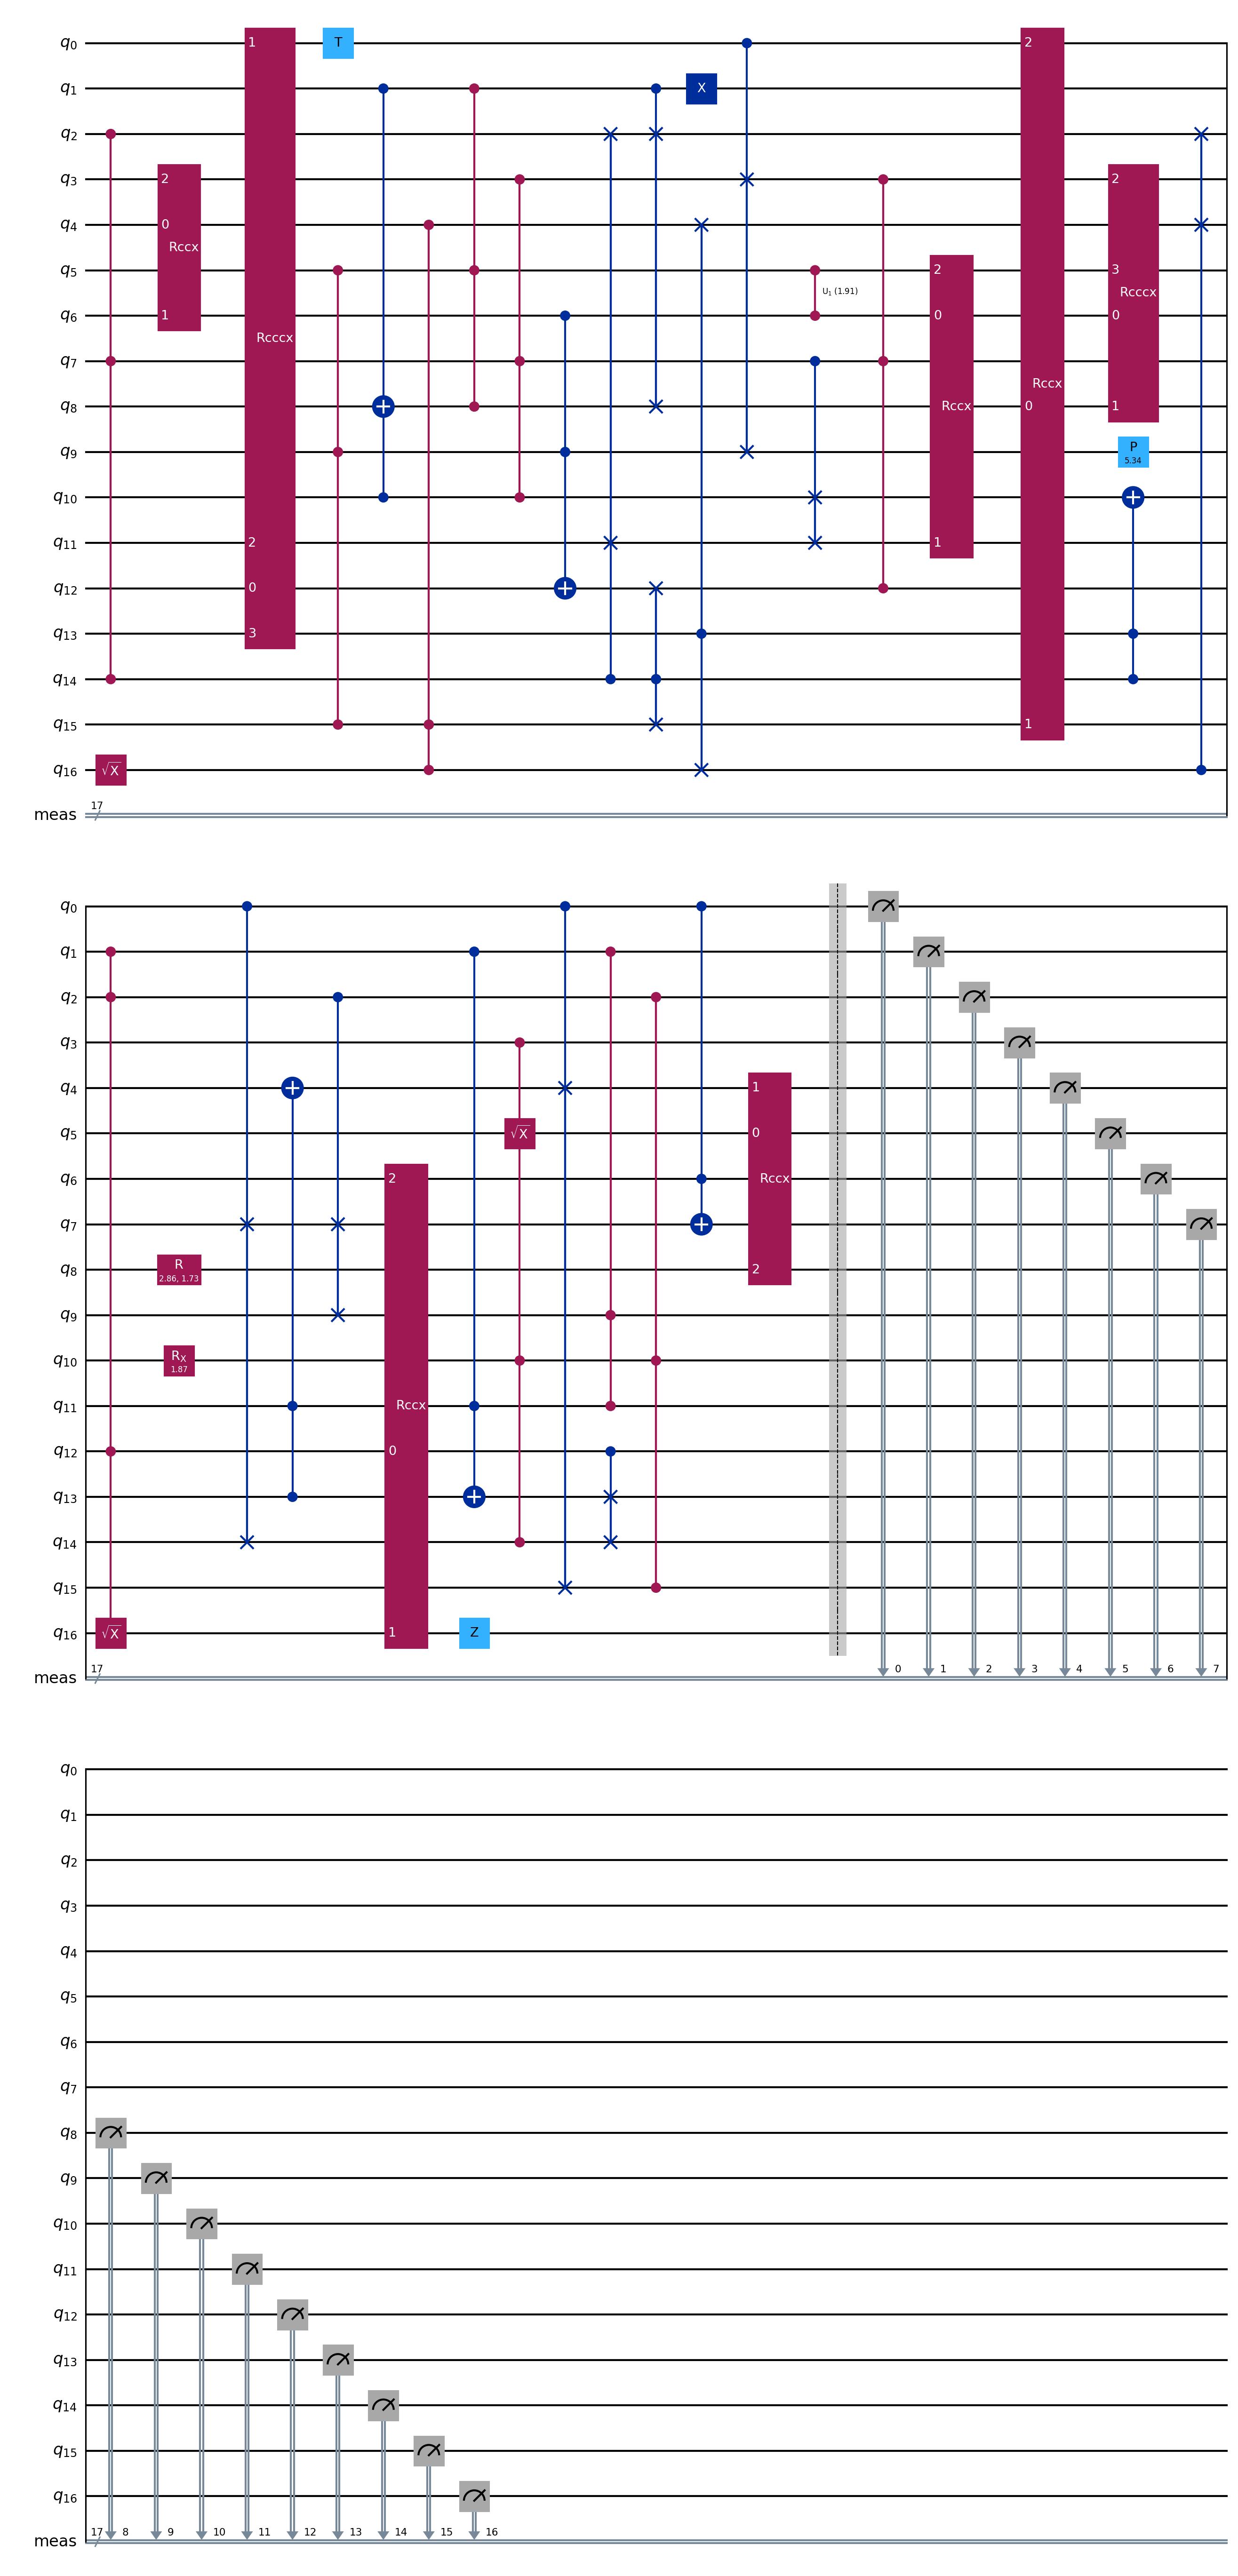 q0 1 T 2
q1 X
q2
q3 2 2
q4 0
Rccx
q5 2 3
U1 (1.91) Rcccx
q6 1 0 0
Rcccx
q7
Rccx
q8 Rccx 0 1
q9 P
5.34
q10
q11 2 1
q12 0
q13 3
q14
q15 1
q16 √X
17
meas
q0
q1
q2
q3
q4 1
q5 √X 0
q6 2 Rccx
q7
q8 R 2
2.86, 1.73
q9
q10 RX
1.87
q11 Rccx
q12 0
q13
q14
q15
q16 √X 1 Z
17 0 1 2 3 4 5 6 7
meas
q0
q1
q2
q3
q4
q5
q6
q7
q8
q9
q10
q11
q12
q13
q14
q15
q16
17 8 9 10 11 12 13 14 15 16
meas